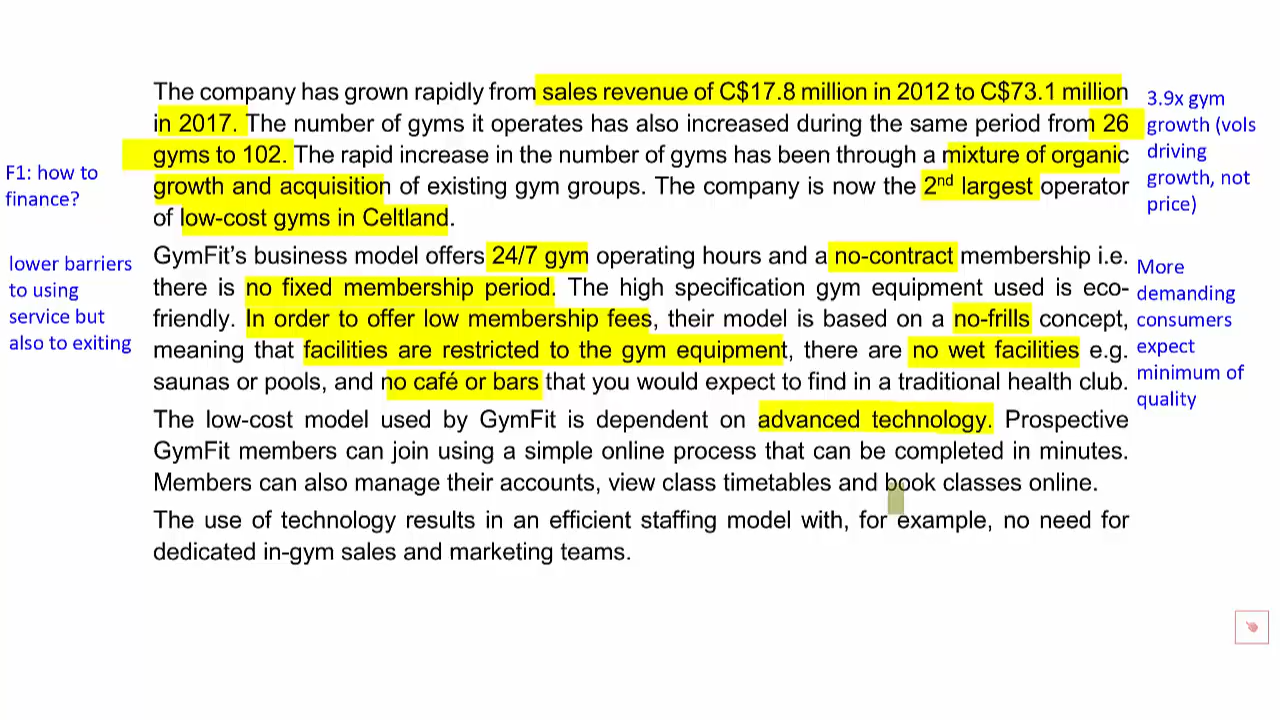 The company has grown rapidly from sales revenue of C$17.8 million in 2012 to C$73.1 million
in 2017. The number of gyms it operates has also increased during the same period from 26
gyms to 102. The rapid increase in the number of gyms has been through a mixture of organic
growth and acquisition of existing gym groups. The company is now the 2nd largest operator
of low-cost gyms in Celtland.
3.9x gym
growth (vols
driving
growth, not
price)
F1: how to
finance?
GymFit’s business model offers 24/7 gym operating hours and a no-contract membership i.e.
there is no fixed membership period. The high specification gym equipment used is eco-
friendly. In order to offer low membership fees, their model is based on a no-frills concept,
meaning that facilities are restricted to the gym equipment, there are no wet facilities e.g.
saunas or pools, and no café or bars that you would expect to find in a traditional health club.
lower barriers
to using
service but
also to exiting
More
demanding
consumers
expect
minimum of
quality
The low-cost model used by GymFit is dependent on advanced technology. Prospective
GymFit members can join using a simple online process that can be completed in minutes.
Members can also manage their accounts, view class timetables and book classes online.
The use of technology results in an efficient staffing model with, for example, no need for
dedicated in-gym sales and marketing teams.